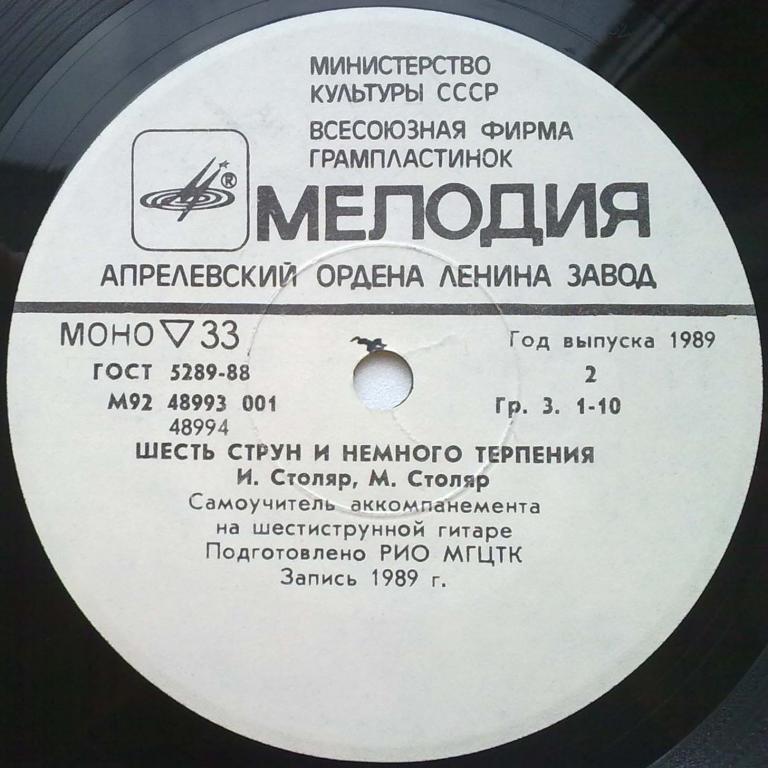 МИНИСТЕРСТВО
КУЛЬТУРЫ СССР
ВСЕСОЮЗНАЯ ФИРМА
ГРАМПЛАСТИНОК
®
МЕЛОДИЯ
АПРЕЛЕВСКИЙ ОРДЕНА ЛЕНИНА ЗАВОД
МОНО ▽ 33
Год выпуска 1989
ГОСТ 5289-88
2
М92 48993 001
Гр. 3. 1-10
48994
ШЕСТЬ СТРУН И НЕМНОГО ТЕРПЕНИЯ
И. Столяр, М. Столяр
Самоучитель аккомпанемента
на шестиструнной гитаре
Подготовлено РИО МГЦТК
Запись 1989 г.